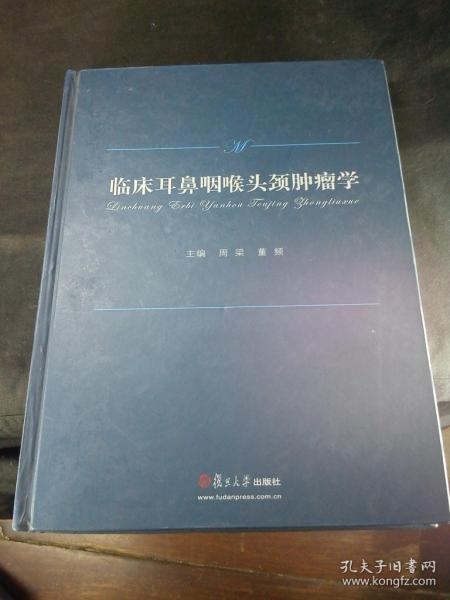 M
临床耳鼻咽喉头颈肿瘤学
Linchuang Erbi Yanhou Toujing Zhongliuxue
主编 周梁 董频
復旦大學出版社
www.fudanpress.com.cn
孔夫子旧书网
www.kongfz.com